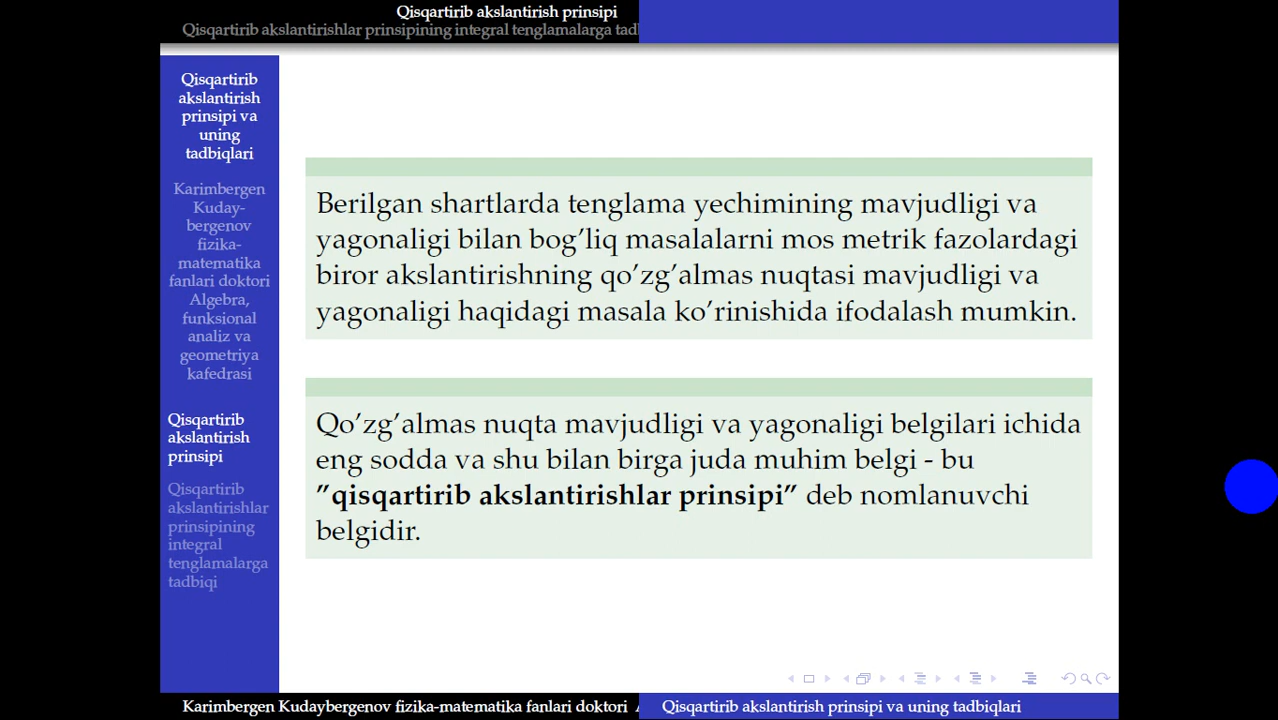 Qisqartirib akslantirish prinsipi
Qisqartirib akslantirishlar prinsipining integral tenglamalarga
Qisqartirib
akslantirish
prinsipi va
uning
tadbiqlari
Karimbergen
Kuday-
bergenov
fizika-
matematika
fanlari doktori
Algebra,
funksional
analiz va
geometriya
kafedrasi
Qisqartirib
akslantirish
prinsipi
Qisqartirib
akslantirishlar
prinsipining
integral
tenglamalarga
tadbiqi
Berilgan shartlarda tenglama yechimining mavjudligi va
yagonaligi bilan bog’liq masalalarni mos metrik fazolardagi
biror akslantirishning qo’zg’almas nuqtasi mavjudligi va
yagonaligi haqidagi masala ko’rinishida ifodalash mumkin.
Qo’zg’almas nuqta mavjudligi va yagonaligi belgilari ichida
eng sodda va shu bilan birga juda muhim belgi - bu
”qisqartirib akslantirishlar prinsipi” deb nomlanuvchi
belgidir.
Karimbergen Kudaybergenov fizika-matematika fanlari doktori
Qisqartirib akslantirish prinsipi va uning tadbiqlari